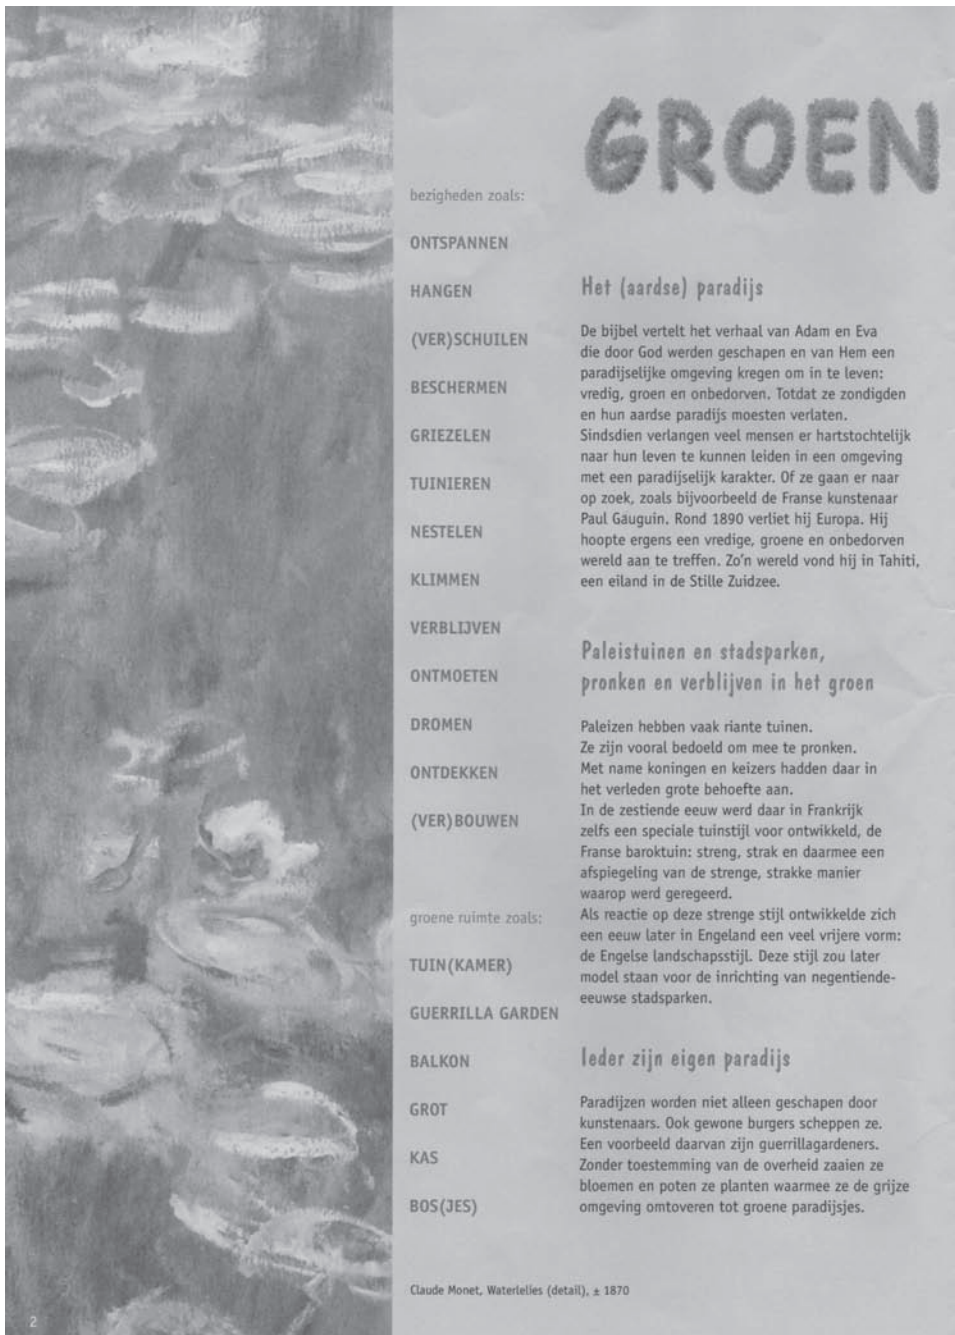 GROEN
bezigheden zoals:
ONTSPANNEN
HANGEN
(VER)SCHUILEN
BESCHERMEN
GRIEZELEN
TUINIEREN
NESTELEN
KLIMMEN
VERBLIJVEN
ONTMOETEN
DROMEN
ONTDEKKEN
(VER)BOUWEN
groene ruimte zoals:
TUIN(KAMER)
GUERRILLA GARDEN
BALKON
GROT
KAS
BOS(JES)
Het (aardse) paradijs
De bijbel vertelt het verhaal van Adam en Eva
die door God werden geschapen en van Hem een
paradijselijke omgeving kregen om in te leven:
vredig, groen en onbedorven. Totdat ze zondigden
en hun aardse paradijs moesten verlaten.
Sindsdien verlangen veel mensen er hartstochtelijk
naar hun leven te kunnen leiden in een omgeving
met een paradijselijk karakter. Of ze gaan er naar
op zoek, zoals bijvoorbeeld de Franse kunstenaar
Paul Gauguin. Rond 1890 verliet hij Europa. Hij
hoopte ergens een vredige, groene en onbedorven
wereld aan te treffen. Zo'n wereld vond hij in Tahiti,
een eiland in de Stille Zuidzee.
Paleistuinen en stadsparken,
pronken en verblijven in het groen
Paleizen hebben vaak riante tuinen.
Ze zijn vooral bedoeld om mee te pronken.
Met name koningen en keizers hadden daar in
het verleden grote behoefte aan.
In de zestiende eeuw werd daar in Frankrijk
zelfs een speciale tuinstijl voor ontwikkeld, de
Franse baroktuin: streng, strak en daarmee een
afspiegeling van de strenge, strakke manier
waarop werd geregeerd.
Als reactie op deze strenge stijl ontwikkelde zich
een eeuw later in Engeland een veel vrijere vorm:
de Engelse landschapsstijl. Deze stijl zou later
model staan voor de inrichting van negentiende-
eeuwse stadsparken.
Ieder zijn eigen paradijs
Paradijzen worden niet alleen geschapen door
kunstenaars. Ook gewone burgers scheppen ze.
Een voorbeeld daarvan zijn guerrillagardeners.
Zonder toestemming van de overheid zaaien ze
bloemen en poten ze planten waarmee ze de grijze
omgeving omtoveren tot groene paradijsjes.
Claude Monet, Waterlelies (detail), ± 1870
2